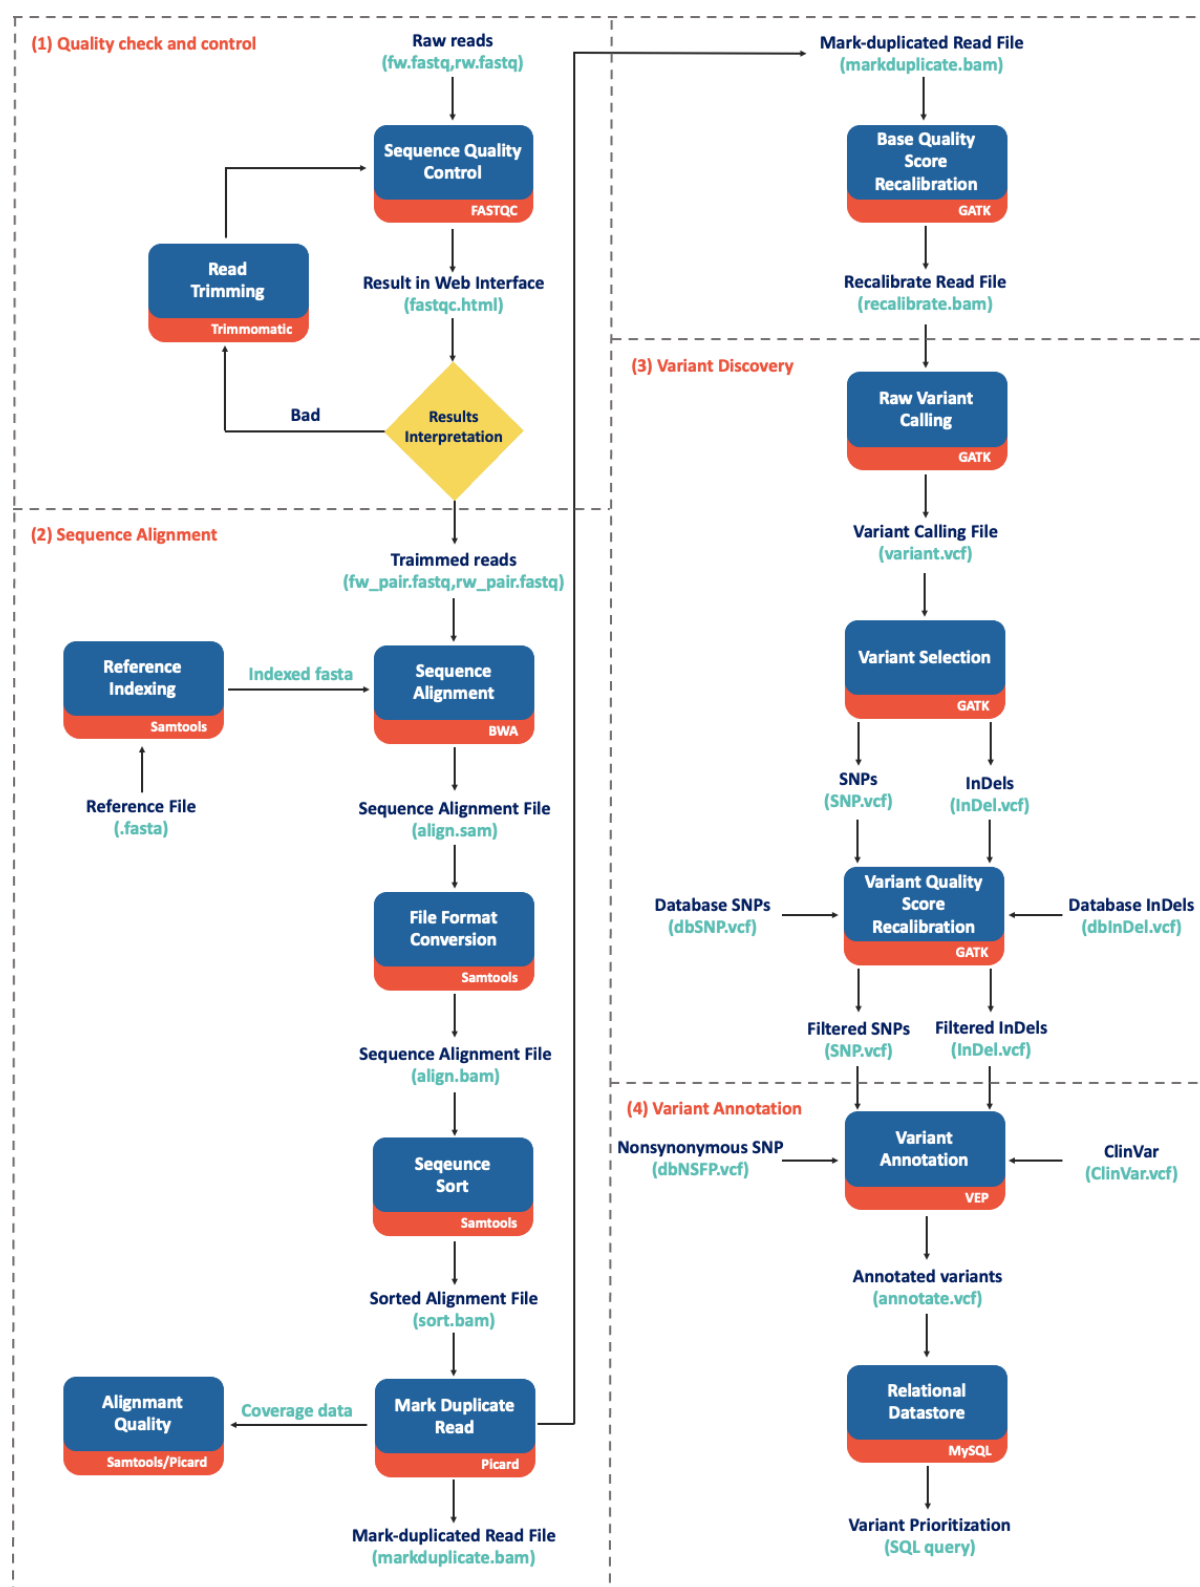 (1) Quality check and control
Raw reads
(fw.fastq,rw.fastq)
Sequence Quality
Control
FASTQC
Read
Trimming
Trimmomatic
Result in Web Interface
(fastqc.html)
Bad
Results
Interpretation
(2) Sequence Alignment
Traimmed reads
(fw_pair.fastq,rw_pair.fastq)
Reference
Indexing
Samtools
Indexed fasta
Sequence
Alignment
BWA
Reference File
(.fasta)
Sequence Alignment File
(align.sam)
File Format
Conversion
Samtools
Sequence Alignment File
(align.bam)
Seqeunce
Sort
Samtools
Sorted Alignment File
(sort.bam)
Alignmant
Quality
Samtools/Picard
Coverage data
Mark Duplicate
Read
Picard
Mark-duplicated Read File
(markduplicate.bam)
Mark-duplicated Read File
(markduplicate.bam)
Base Quality
Score
Recalibration
GATK
Recalibrate Read File
(recalibrate.bam)
(3) Variant Discovery
Raw Variant
Calling
GATK
Variant Calling File
(variant.vcf)
Variant Selection
GATK
SNPs
(SNP.vcf)
InDels
(InDel.vcf)
Database SNPs
(dbSNP.vcf)
Variant Quality
Score
Recalibration
GATK
Database InDels
(dbInDel.vcf)
Filtered SNPs
(SNP.vcf)
Filtered InDels
(InDel.vcf)
(4) Variant Annotation
Nonsynonymous SNP
(dbNSFP.vcf)
Variant
Annotation
VEP
ClinVar
(ClinVar.vcf)
Annotated variants
(annotate.vcf)
Relational
Datastore
MySQL
Variant Prioritization
(SQL query)